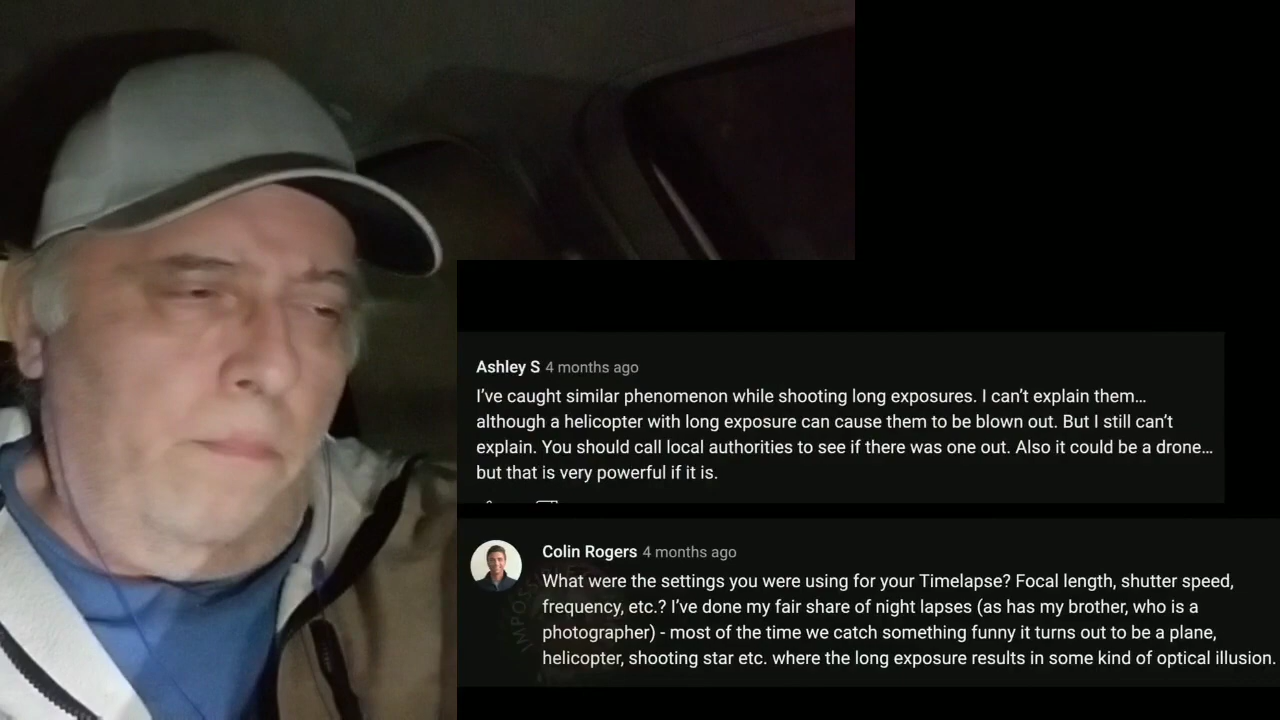 Ashley S 4 months ago
I've caught similar phenomenon while shooting long exposures. I can't explain them…
although a helicopter with long exposure can cause them to be blown out. But I still can't
explain. You should call local authorities to see if there was one out. Also it could be a drone…
but that is very powerful if it is.
Colin Rogers 4 months ago
What were the settings you were using for your Timelapse? Focal length, shutter speed,
frequency, etc.? I've done my fair share of night lapses (as has my brother, who is a
photographer) - most of the time we catch something funny it turns out to be a plane,
helicopter, shooting star etc. where the long exposure results in some kind of optical illusion.